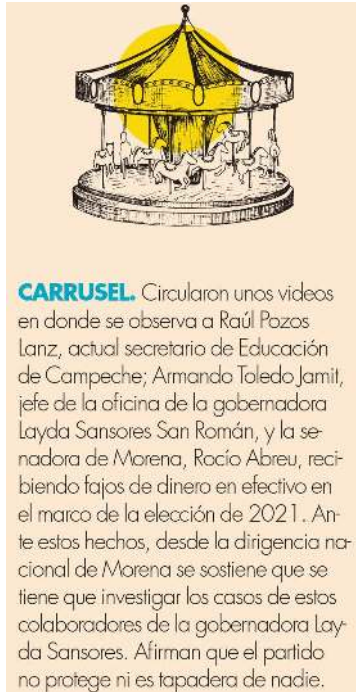 CARRUSEL. Circularon unos videos
en donde se observa a Raúl Pozos
Lanz, actual secretario de Educación
de Campeche; Armando Toledo Jamit,
jefe de la oficina de la gobernadora
Layda Sansores San Román, y la se-
nadora de Morena, Rocío Abreu, reci-
biendo fajos de dinero en efectivo en
el marco de la elección de 2021. An-
te estos hechos, desde la dirigencia na-
cional de Morena se sostiene que se
tiene que investigar los casos de estos
colaboradores de la gobernadora Lay-
da Sansores. Afirman que el partido
no protege ni es tapadera de nadie.